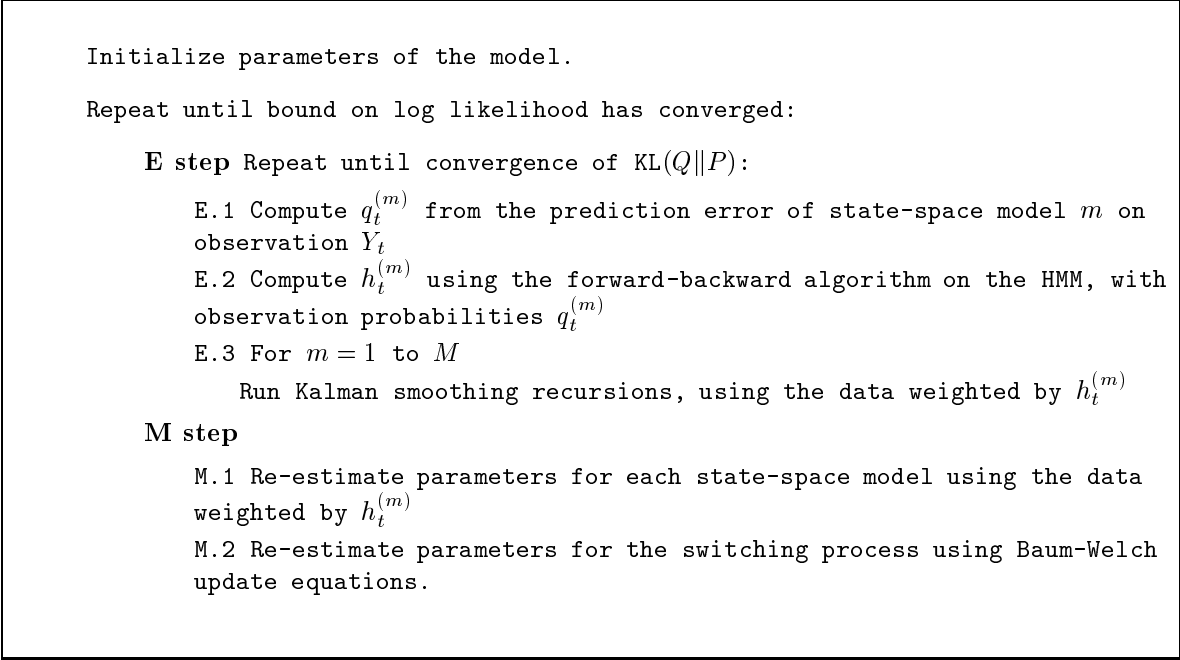 Initialize parameters of the model.
Repeat until bound on log likelihood has converged:
E step Repeat until convergence of KL(Q∥P):
E.1 Compute q_t^{(m)} from the prediction error of state-space model m on
observation Y_t
E.2 Compute h_t^{(m)} using the forward-backward algorithm on the HMM, with
observation probabilities q_t^{(m)}
E.3 For m = 1 to M
Run Kalman smoothing recursions, using the data weighted by h_t^{(m)}
M step
M.1 Re-estimate parameters for each state-space model using the data
weighted by h_t^{(m)}
M.2 Re-estimate parameters for the switching process using Baum-Welch
update equations.